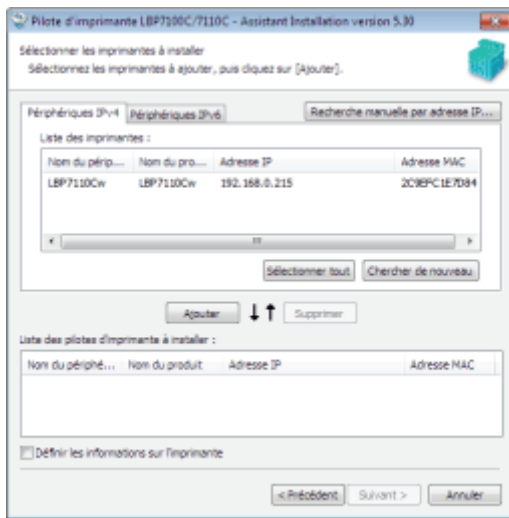 Pilote d'imprimante LBP7100C/7110C - Assistant Installation version 5.30
Sélectionner les imprimantes à installer
Sélectionnez les imprimantes à ajouter, puis cliquez sur [Ajouter].
Périphériques IPv4 Périphériques IPv6 Recherche manuelle par adresse IP...
Liste des imprimantes :
Nom du périp... Nom du pro... Adresse IP Adresse MAC
LBP7110Cw LBP7110Cw 192.168.0.215 2C9EFC1E7D84
Sélectionner tout Chercher de nouveau
Ajouter Supprimer
Liste des pilotes d'imprimante à installer :
Nom du périphé... Nom du produit Adresse IP Adresse MAC
Définir les informations sur l'imprimante
< Précédent Suivant > Annuler